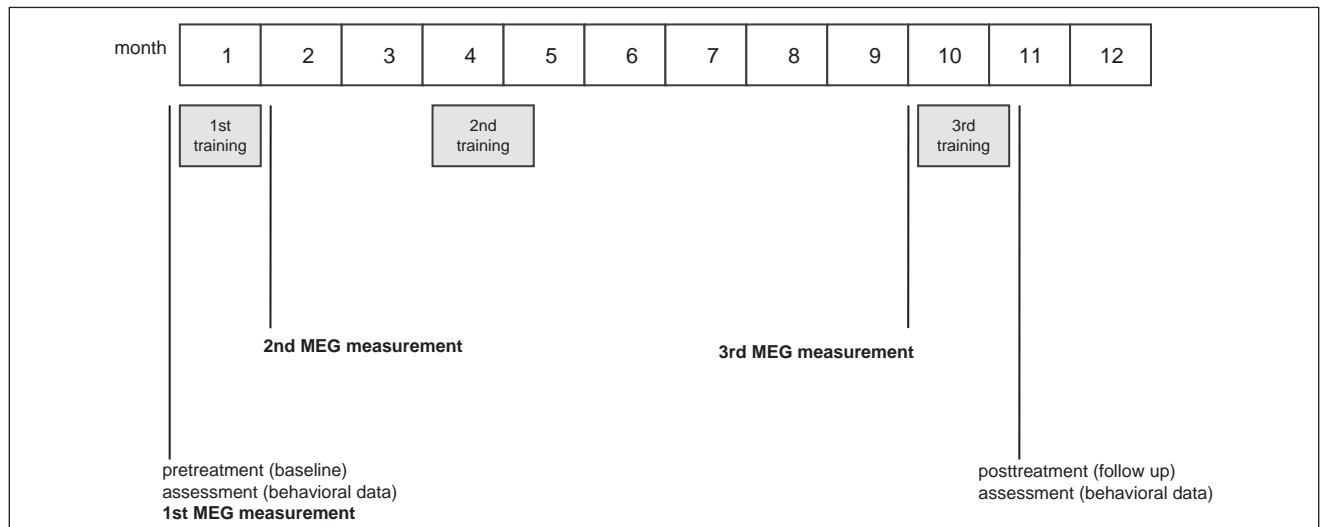 month 1 2 3 4 5 6 7 8 9 10 11 12
1st
training
2nd
training
3rd
training
2nd MEG measurement
3rd MEG measurement
pretreatment (baseline)
assessment (behavioral data)
1st MEG measurement
posttreatment (follow up)
assessment (behavioral data)